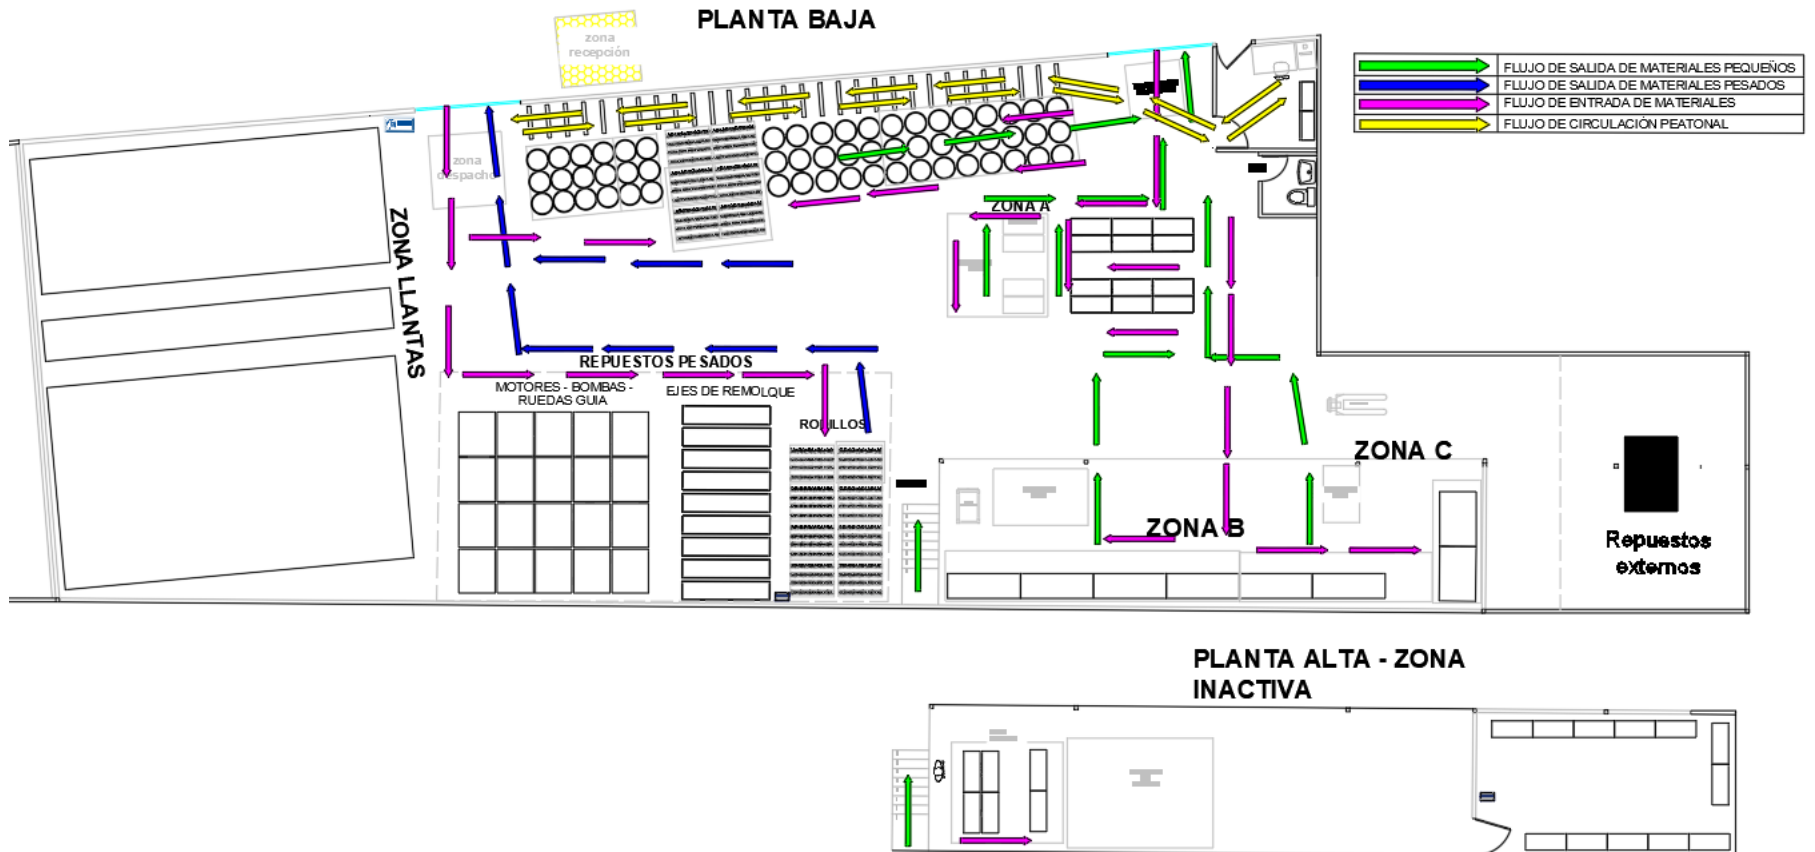 PLANTA BAJA
zona
recepción
FLUJO DE SALIDA DE MATERIALES PEQUEÑOS
FLUJO DE SALIDA DE MATERIALES PESADOS
FLUJO DE ENTRADA DE MATERIALES
FLUJO DE CIRCULACIÓN PEATONAL
zona
despacho
ZONA LLANTAS
ZONA A
REPUESTOS PESADOS
MOTORES - BOMBAS -
RUEDAS GUIA
EJES DE REMOLQUE
RODILLOS
ZONA C
ZONA B
Repuestos
externos
PLANTA ALTA - ZONA
INACTIVA